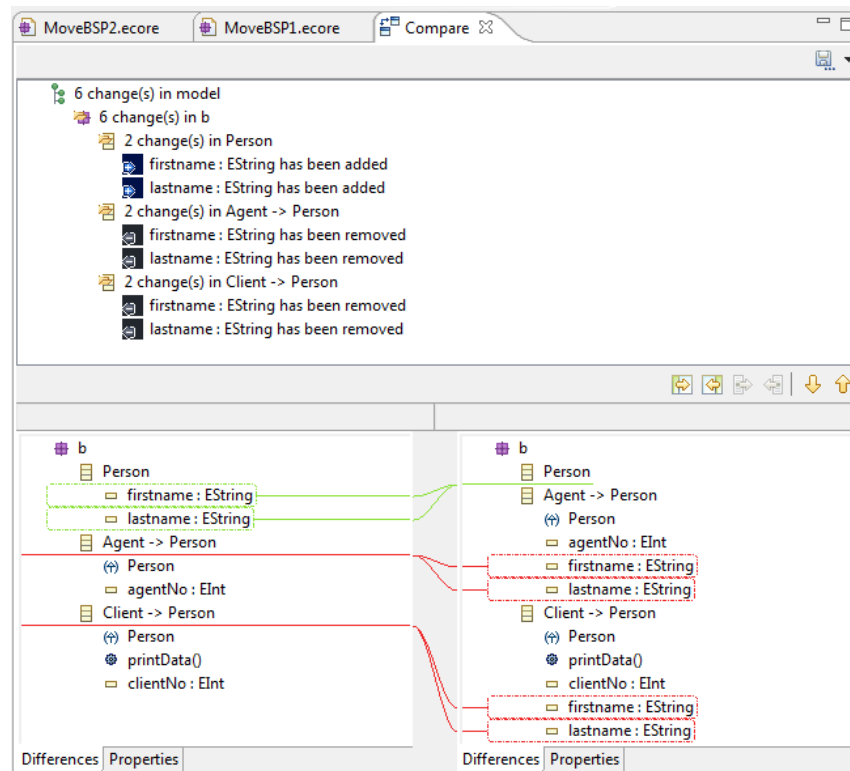 MoveBSP2.ecore MoveBSP1.ecore Compare
6 change(s) in model
6 change(s) in b
2 change(s) in Person
firstname : EString has been added
lastname : EString has been added
2 change(s) in Agent -> Person
firstname : EString has been removed
lastname : EString has been removed
2 change(s) in Client -> Person
firstname : EString has been removed
lastname : EString has been removed
b
Person
firstname : EString
lastname : EString
Agent -> Person
Person
agentNo : EInt
Client -> Person
Person
printData()
clientNo : EInt
Differences Properties
b
Person
Agent -> Person
Person
agentNo : EInt
firstname : EString
lastname : EString
Client -> Person
Person
printData()
clientNo : EInt
firstname : EString
lastname : EString
Differences Properties